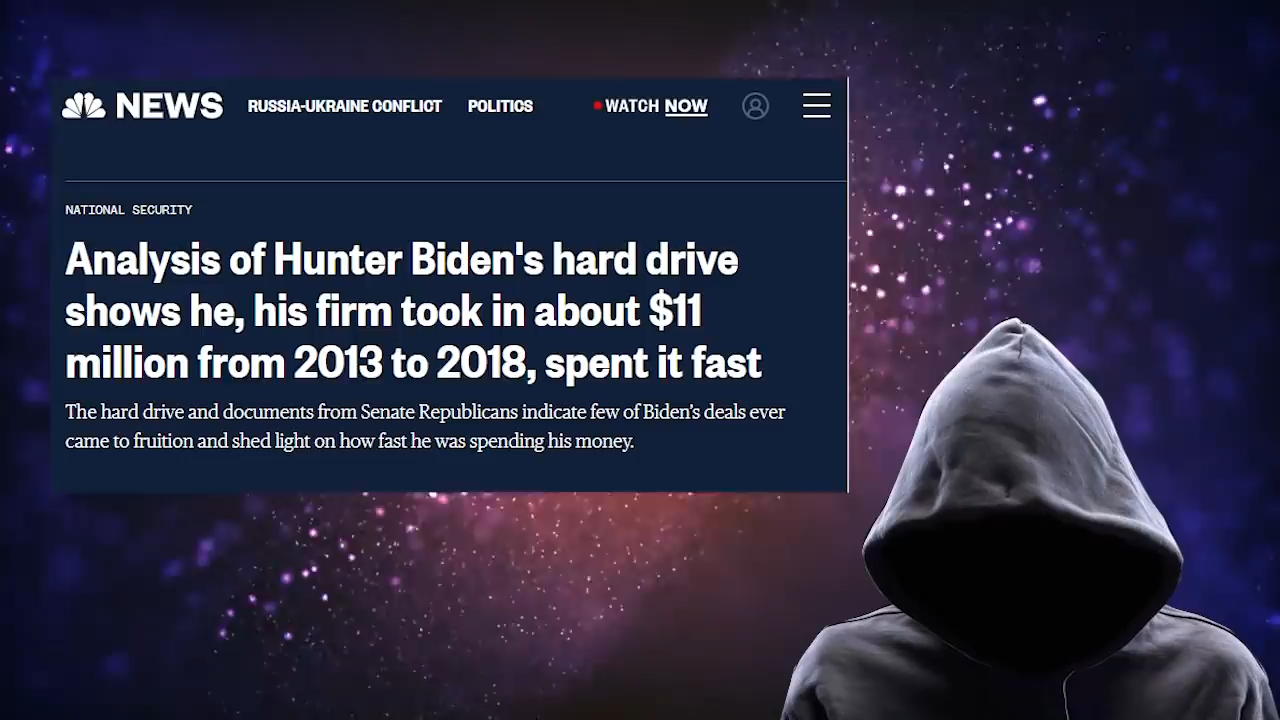 NEWS RUSSIA-UKRAINE CONFLICT POLITICS WATCH NOW
NATIONAL SECURITY
Analysis of Hunter Biden's hard drive
shows he, his firm took in about $11
million from 2013 to 2018, spent it fast
The hard drive and documents from Senate Republicans indicate few of Biden's deals ever
came to fruition and shed light on how fast he was spending his money.